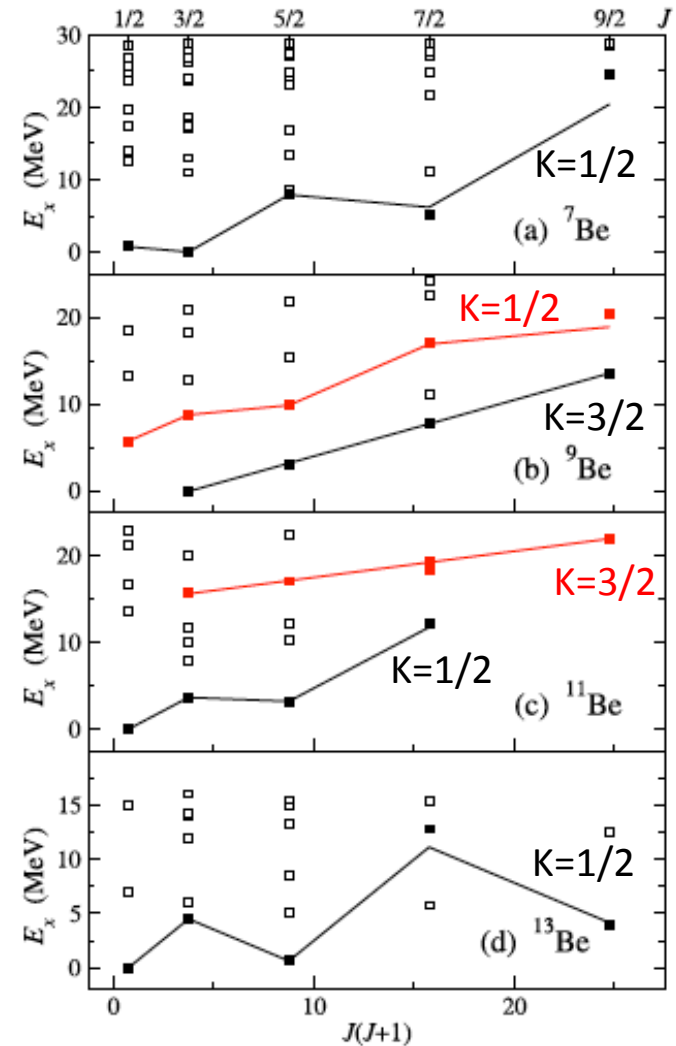 1/2 3/2 5/2 7/2 9/2 J
30
20
10
0
E_x (MeV)
K=1/2
(a) ⁷Be
20
10
0
E_x (MeV)
K=1/2
K=3/2
(b) ⁹Be
20
10
0
E_x (MeV)
K=3/2
K=1/2
(c) ¹¹Be
15
10
5
0
E_x (MeV)
K=1/2
(d) ¹³Be
0 10 20
J(J+1)